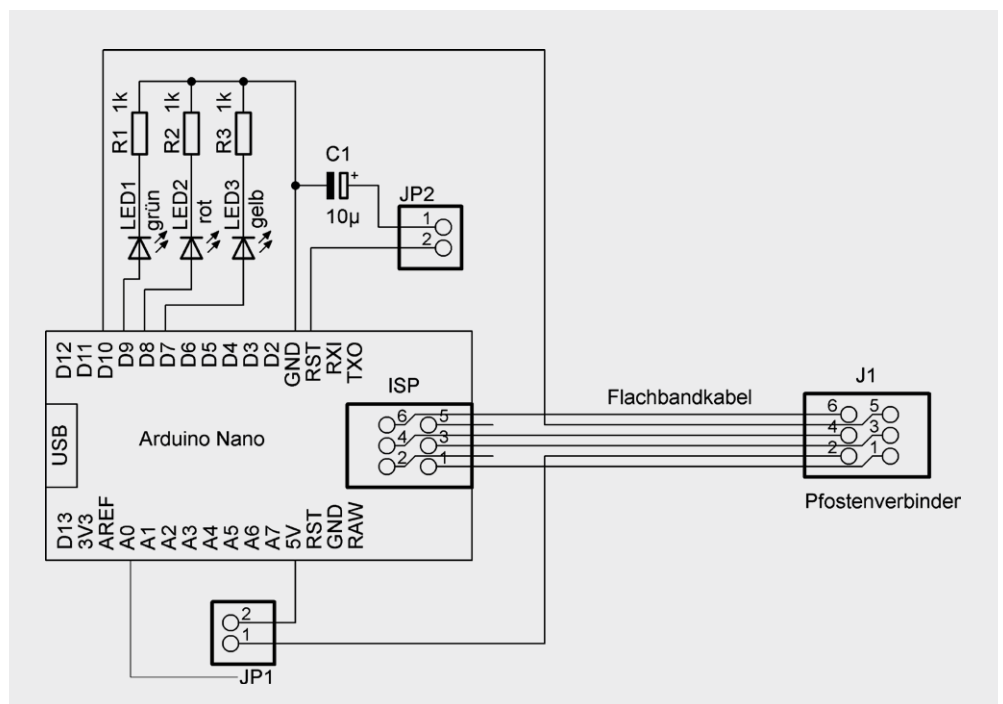 R1 1k
R2 1k
R3 1k
LED1
grün
LED2
rot
LED3
gelb
C1
+
10µ
JP2
1
2
D12
D11
D10
D9
D8
D7
D6
D5
D4
D3
D2
GND
RST
RXI
TXO
ISP
6 5
4 3
2 1
USB
Arduino Nano
Flachbandkabel
J1
6 5
4 3
2 1
Pfostenverbinder
D13
3V3
AREF
A0
A1
A2
A3
A4
A5
A6
A7
5V
RST
GND
RAW
2
1
JP1